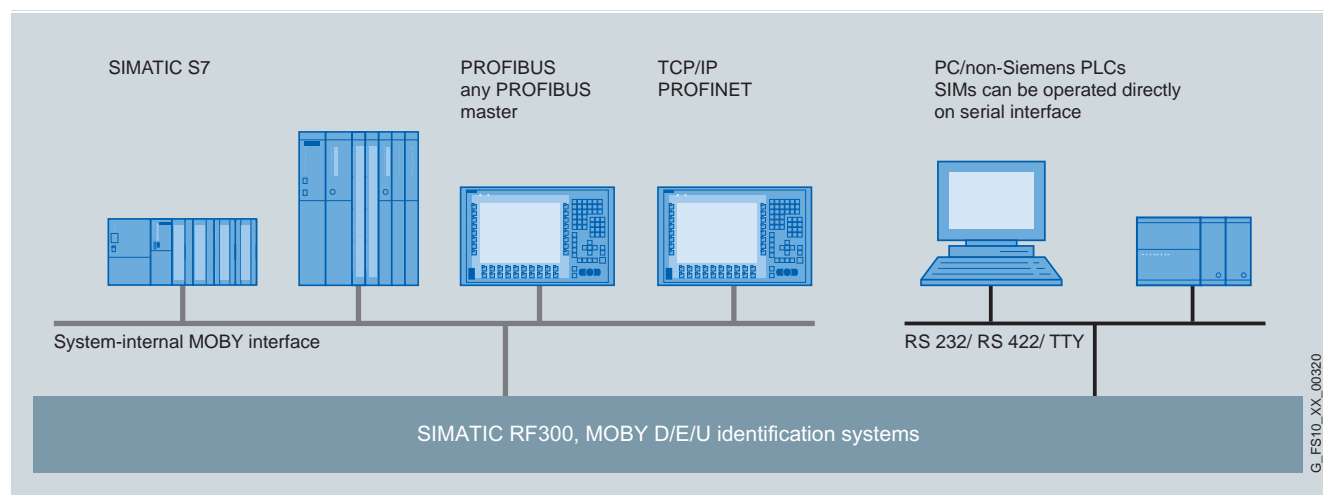 SIMATIC S7
PROFIBUS
any PROFIBUS
master
TCP/IP
PROFINET
PC/non-Siemens PLCs
SIMs can be operated directly
on serial interface
System-internal MOBY interface
RS 232/ RS 422/ TTY
SIMATIC RF300, MOBY D/E/U identification systems
G_FS10_XX_00320